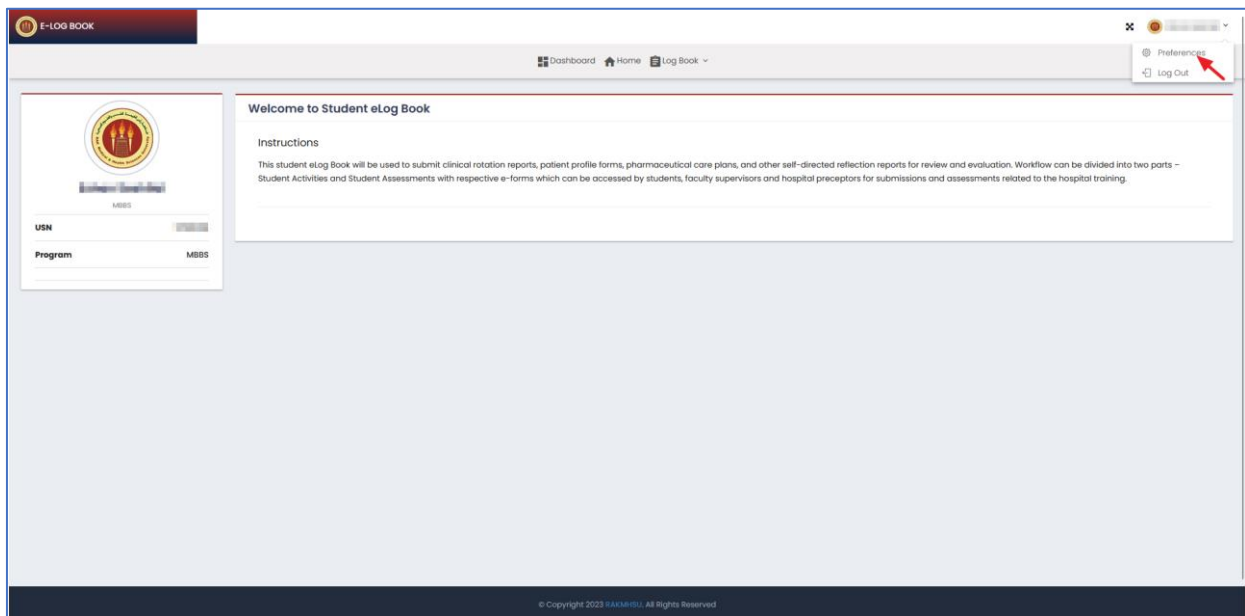 E-LOG BOOK
Dashboard Home Log Book
Preferences
Log Out
Welcome to Student eLog Book
Instructions
This student eLog Book will be used to submit clinical rotation reports, patient profile forms, pharmaceutical care plans, and other self-directed reflection reports for review and evaluation. Workflow can be divided into two parts –
Student Activities and Student Assessments with respective e-forms which can be accessed by students, faculty supervisors and hospital preceptors for submissions and assessments related to the hospital training.
MBBS
USN
Program MBBS
© Copyright 2023 RAKMHSU. All Rights Reserved